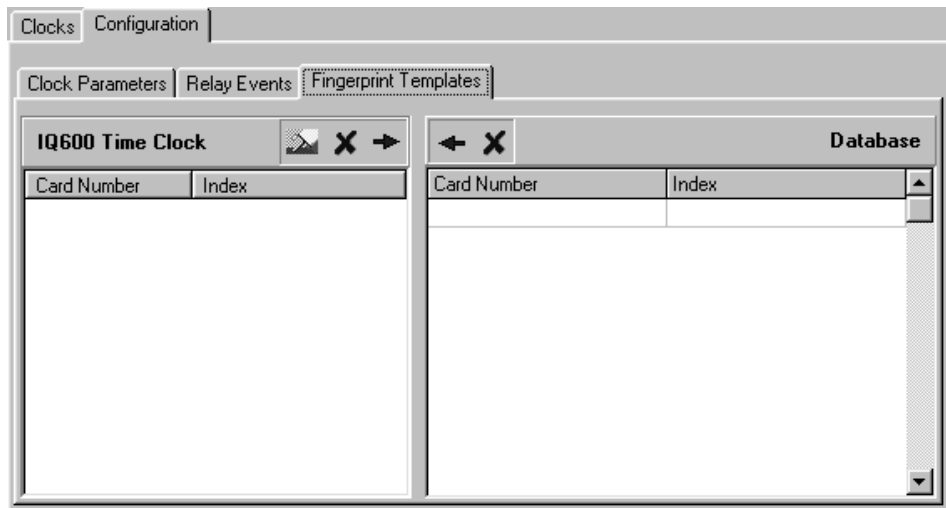 Clocks Configuration
Clock Parameters Relay Events Fingerprint Templates
IQ600 Time Clock Database
Card Number Index Card Number Index